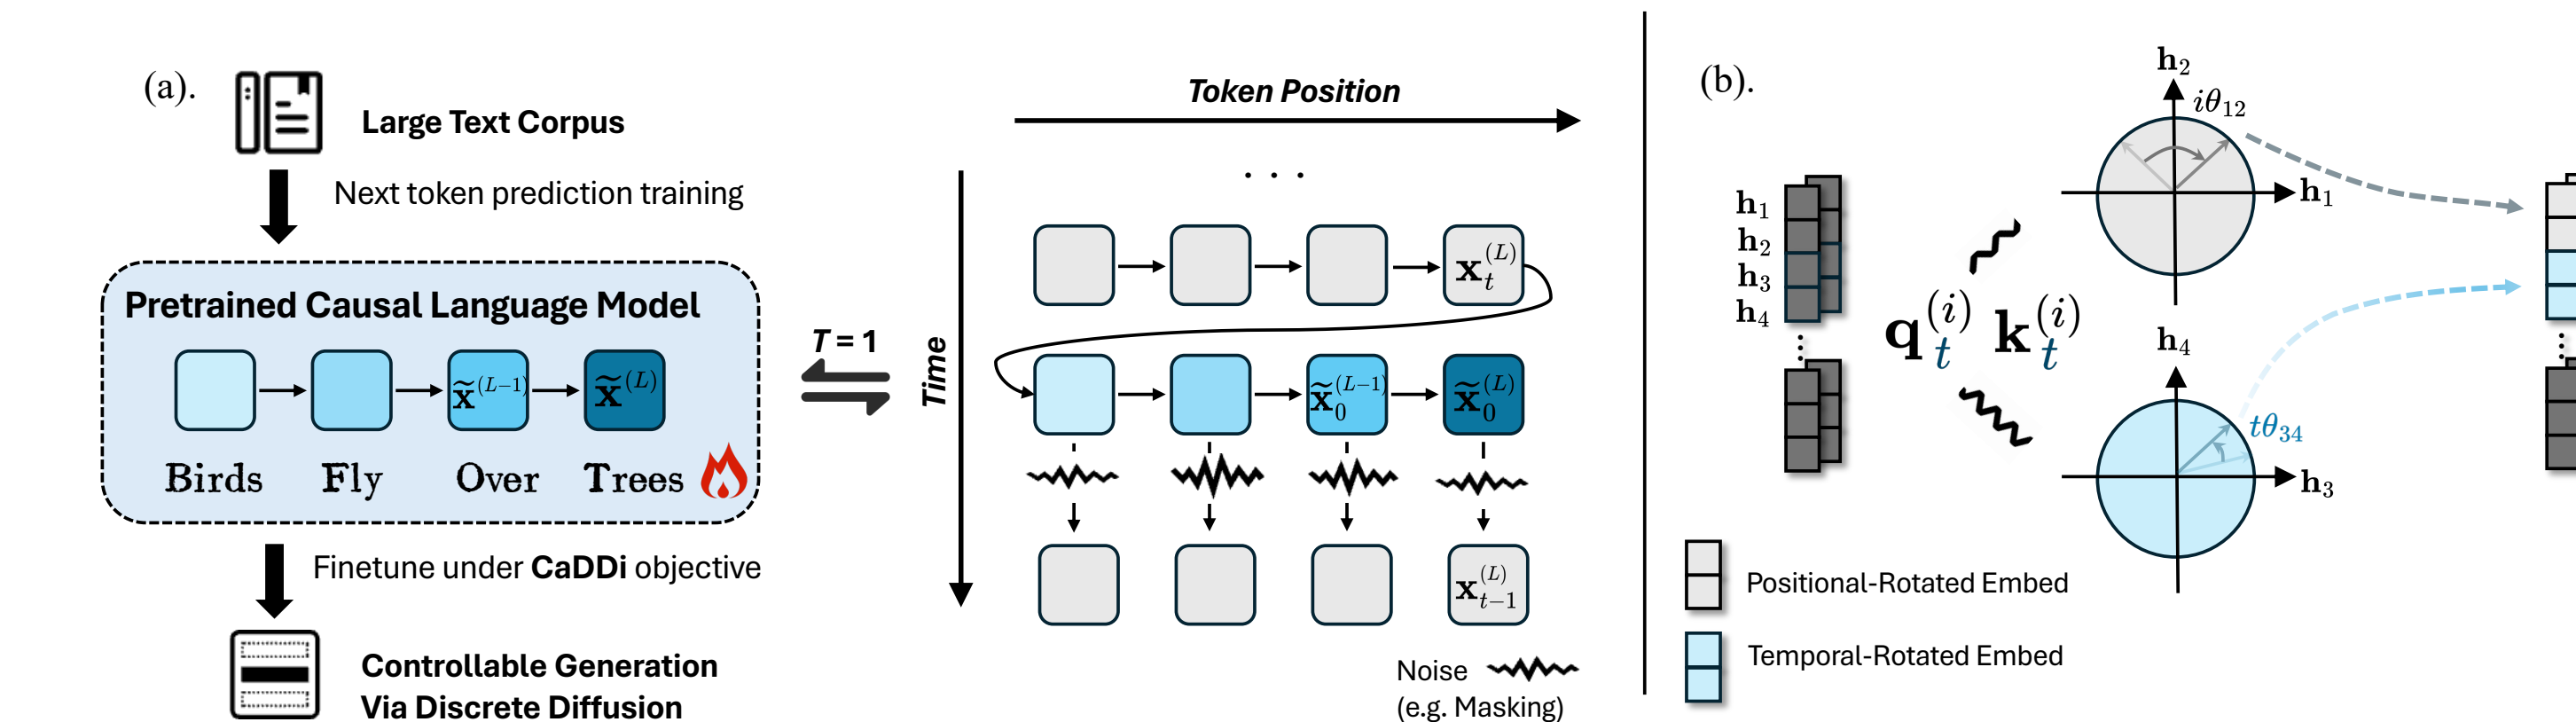 (a).
Large Text Corpus
Next token prediction training
Pretrained Causal Language Model
x̃^(L−1) x̃^(L)
Birds Fly Over Trees
Finetune under CaDDi objective
Controllable Generation
Via Discrete Diffusion
T = 1
Token Position
. . .
Time
x_t^(L)
x̃_0^(L−1) x̃_0^(L)
x_{t−1}^(L)
Noise
(e.g. Masking)
(b).
h_1
h_2
h_3
h_4
⋮
q_t^(i) k_t^(i)
h_2
iθ_12
h_1
h_4
tθ_34
h_3
⋮
Positional-Rotated Embed
Temporal-Rotated Embed